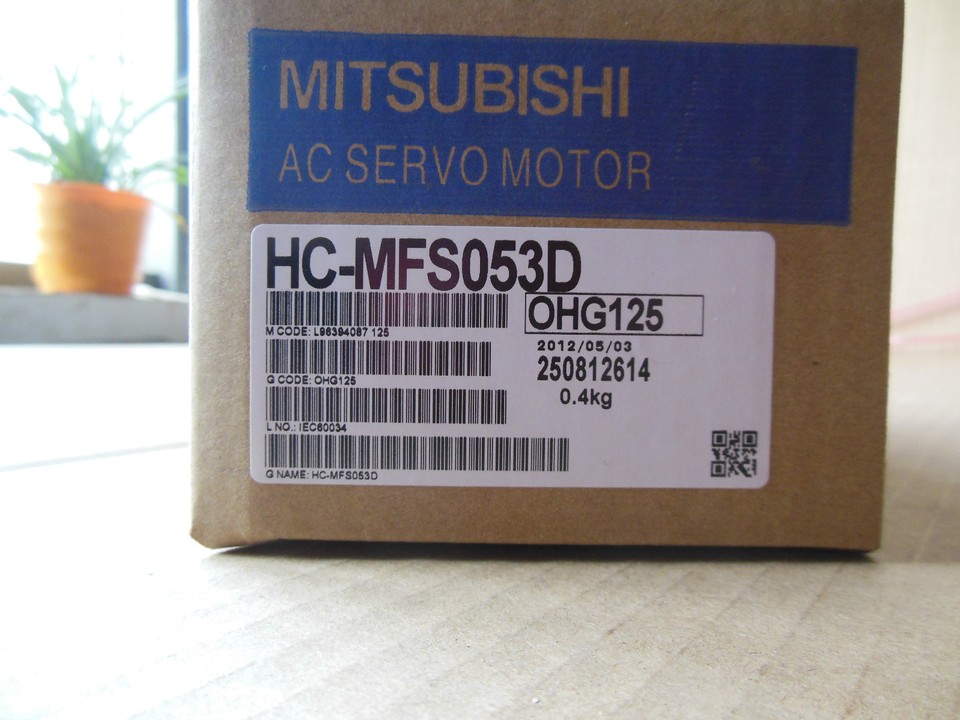 MITSUBISHI
AC SERVO MOTOR
HC-MFS053D
OHG125
M CODE: L96394087 125
2012/05/03
250812614
G CODE: OHG125
0.4kg
L NO.: IEC60034
G NAME: HC-MFS053D